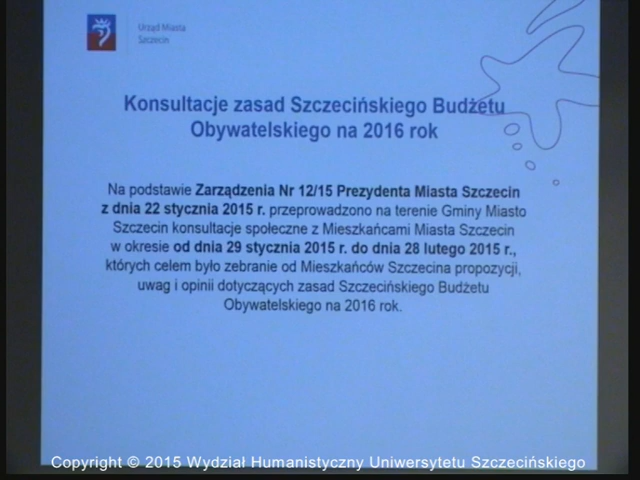 Urząd Miasta
Szczecin
Konsultacje zasad Szczecińskiego Budżetu
Obywatelskiego na 2016 rok
Na podstawie Zarządzenia Nr 12/15 Prezydenta Miasta Szczecin
z dnia 22 stycznia 2015 r. przeprowadzono na terenie Gminy Miasto
Szczecin konsultacje społeczne z Mieszkańcami Miasta Szczecin
w okresie od dnia 29 stycznia 2015 r. do dnia 28 lutego 2015 r.,
których celem było zebranie od Mieszkańców Szczecina propozycji,
uwag i opinii dotyczących zasad Szczecińskiego Budżetu
Obywatelskiego na 2016 rok.
Copyright © 2015 Wydział Humanistyczny Uniwersytetu Szczecińskiego